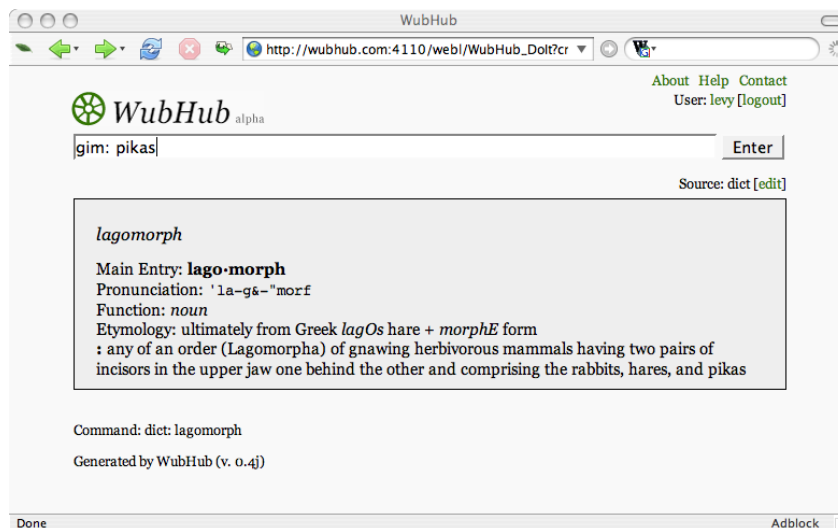 WubHub
http://wubhub.com:4110/webl/WubHub_DoIt?cr
About Help Contact
User: levy [logout]
WubHub alpha
gim: pikas
Enter
Source: dict [edit]
lagomorph
Main Entry: lago·morph
Pronunciation: 'la-g&-"morf
Function: noun
Etymology: ultimately from Greek lagOs hare + morphE form
: any of an order (Lagomorpha) of gnawing herbivorous mammals having two pairs of
incisors in the upper jaw one behind the other and comprising the rabbits, hares, and pikas
Command: dict: lagomorph
Generated by WubHub (v. 0.4j)
Done
Adblock